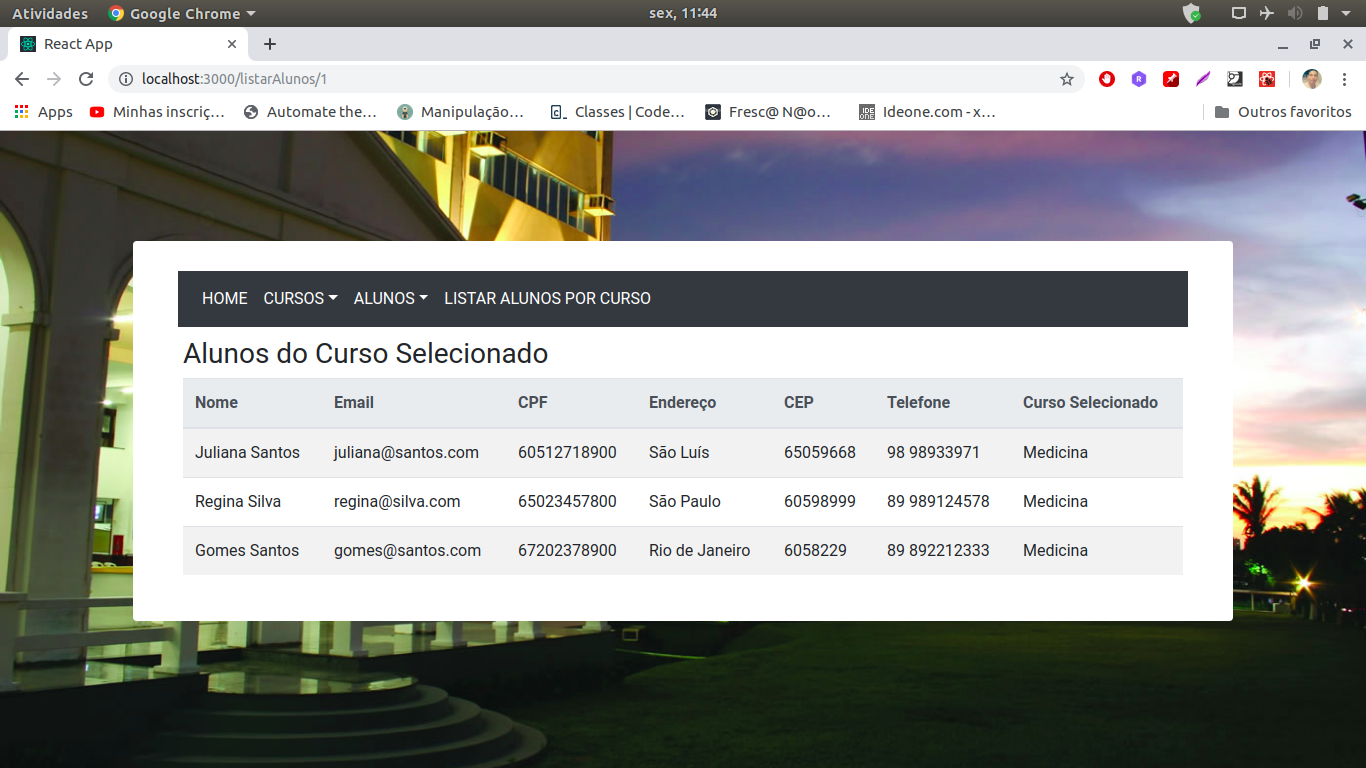 Atividades Google Chrome sex, 11:44
React App
localhost:3000/listarAlunos/1
Apps Minhas inscriç… Automate the… Manipulação… Classes | Code… Fresc@ N@o… Ideone.com - x… Outros favoritos
HOME CURSOS ALUNOS LISTAR ALUNOS POR CURSO
Alunos do Curso Selecionado
Nome Email CPF Endereço CEP Telefone Curso Selecionado
Juliana Santos juliana@santos.com 60512718900 São Luís 65059668 98 98933971 Medicina
Regina Silva regina@silva.com 65023457800 São Paulo 60598999 89 989124578 Medicina
Gomes Santos gomes@santos.com 67202378900 Rio de Janeiro 6058229 89 892212333 Medicina